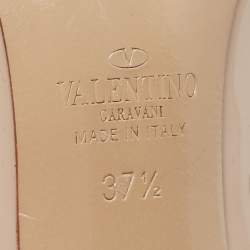 VALENTINO
GARAVANI
MADE IN ITALY
37½